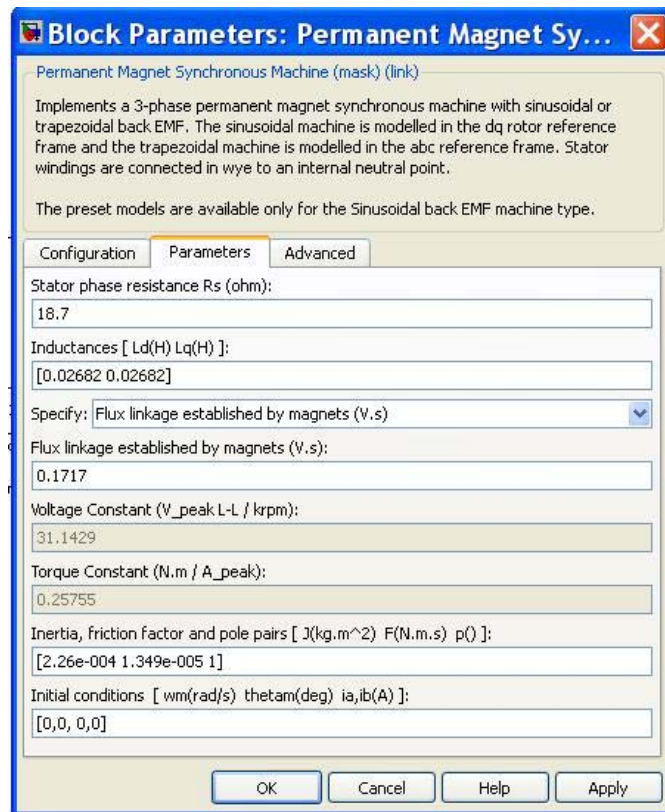 Block Parameters: Permanent Magnet Sy...
Permanent Magnet Synchronous Machine (mask) (link)
Implements a 3-phase permanent magnet synchronous machine with sinusoidal or
trapezoidal back EMF. The sinusoidal machine is modelled in the dq rotor reference
frame and the trapezoidal machine is modelled in the abc reference frame. Stator
windings are connected in wye to an internal neutral point.
The preset models are available only for the Sinusoidal back EMF machine type.
Configuration Parameters Advanced
Stator phase resistance Rs (ohm):
18.7
Inductances [ Ld(H) Lq(H) ]:
[0.02682 0.02682]
Specify: Flux linkage established by magnets (V.s)
Flux linkage established by magnets (V.s):
0.1717
Voltage Constant (V_peak L-L / krpm):
31.1429
Torque Constant (N.m / A_peak):
0.25755
Inertia, friction factor and pole pairs [ J(kg.m^2) F(N.m.s) p() ]:
[2.26e-004 1.349e-005 1]
Initial conditions [ wm(rad/s) thetam(deg) ia,ib(A) ]:
[0,0, 0,0]
OK Cancel Help Apply